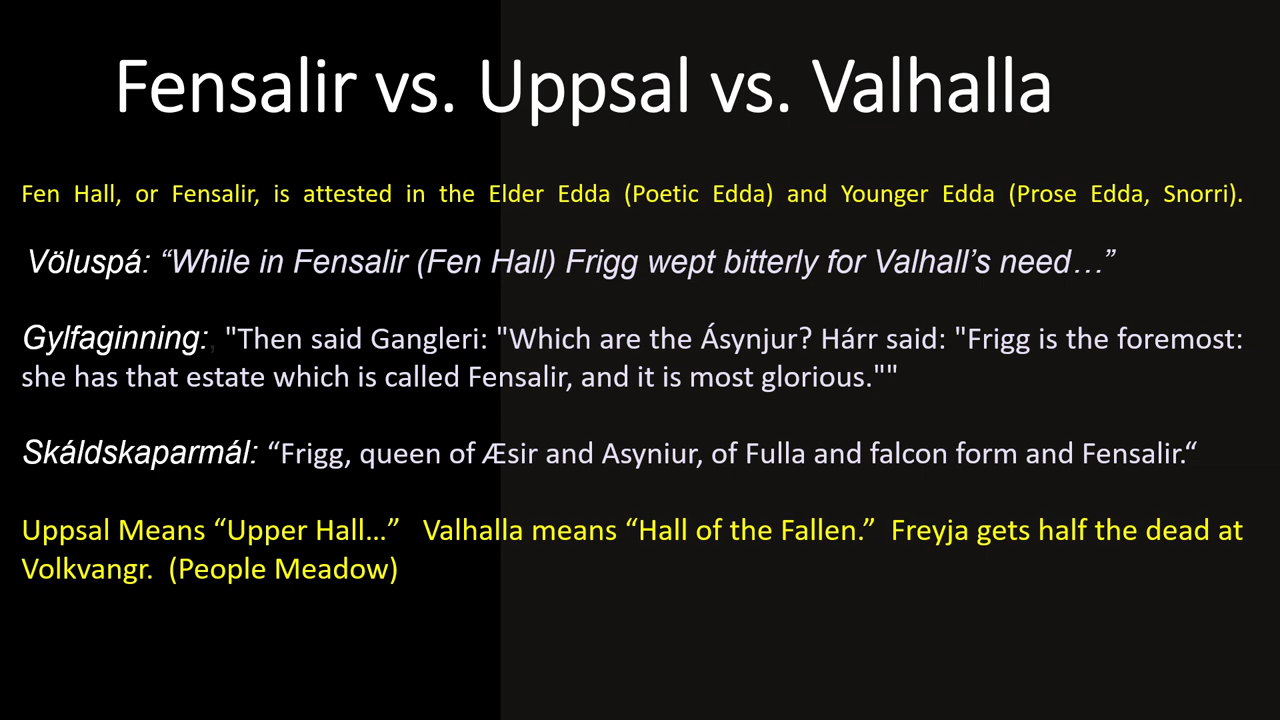 Fensalir vs. Uppsal vs. Valhalla
Fen Hall, or Fensalir, is attested in the Elder Edda (Poetic Edda) and Younger Edda (Prose Edda, Snorri).
Völuspá: “While in Fensalir (Fen Hall) Frigg wept bitterly for Valhall’s need…”
Gylfaginning:, "Then said Gangleri: "Which are the Ásynjur? Hárr said: "Frigg is the foremost:
she has that estate which is called Fensalir, and it is most glorious.""
Skáldskaparmál: “Frigg, queen of Æsir and Asyniur, of Fulla and falcon form and Fensalir.“
Uppsal Means “Upper Hall…” Valhalla means “Hall of the Fallen.” Freyja gets half the dead at
Volkvangr. (People Meadow)